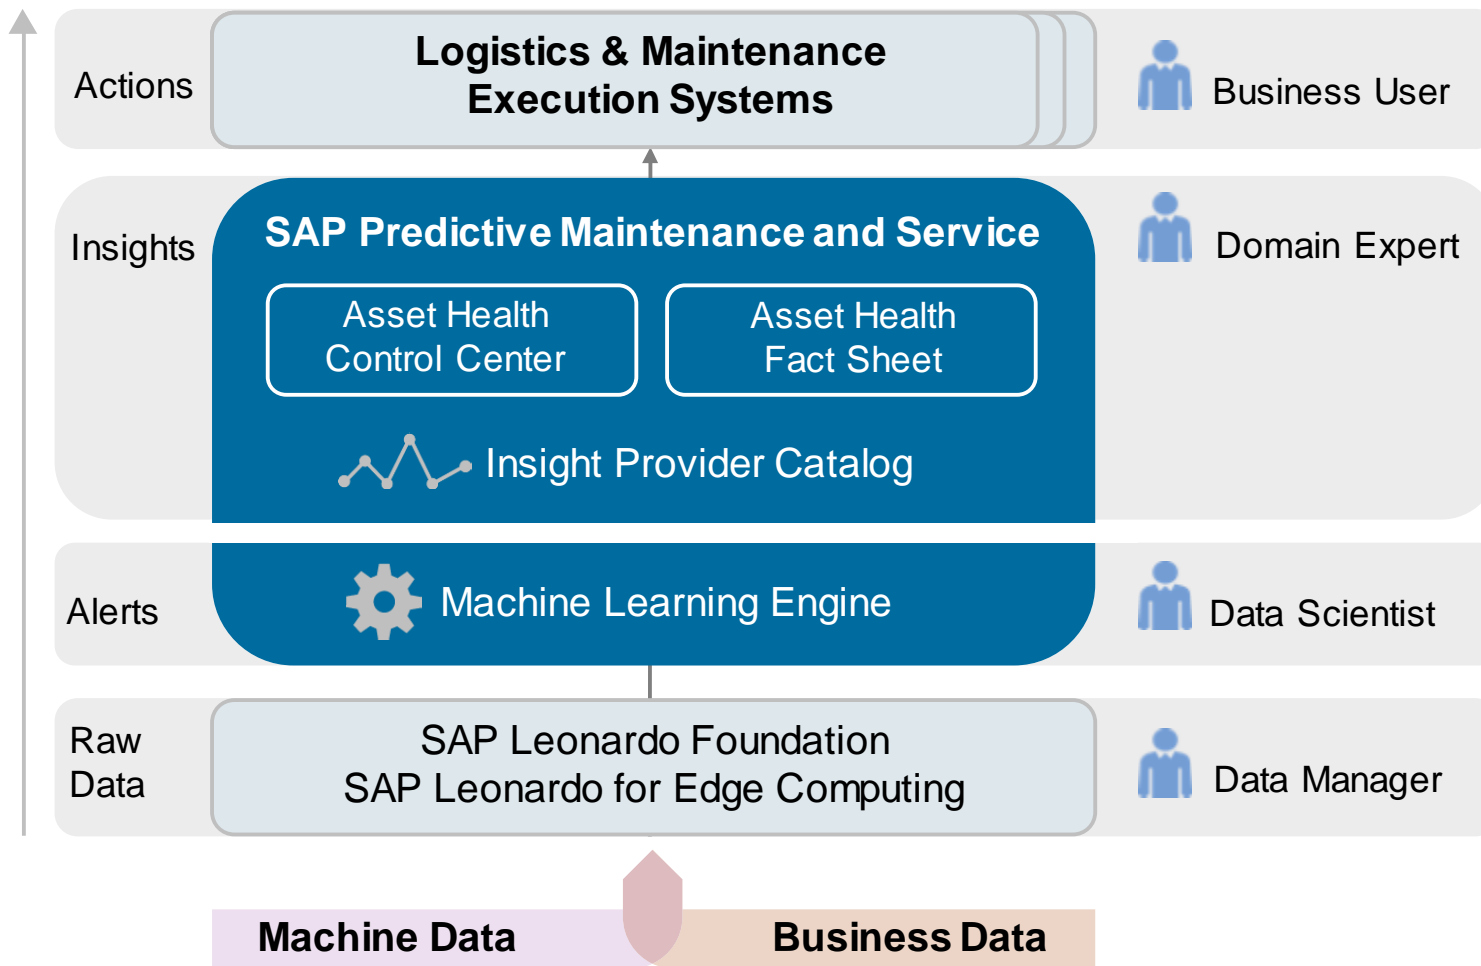 Actions
Logistics & Maintenance
Execution Systems
Business User
Insights
SAP Predictive Maintenance and Service
Domain Expert
Asset Health
Control Center
Asset Health
Fact Sheet
Insight Provider Catalog
Alerts
Machine Learning Engine
Data Scientist
Raw
Data
SAP Leonardo Foundation
SAP Leonardo for Edge Computing
Data Manager
Machine Data
Business Data